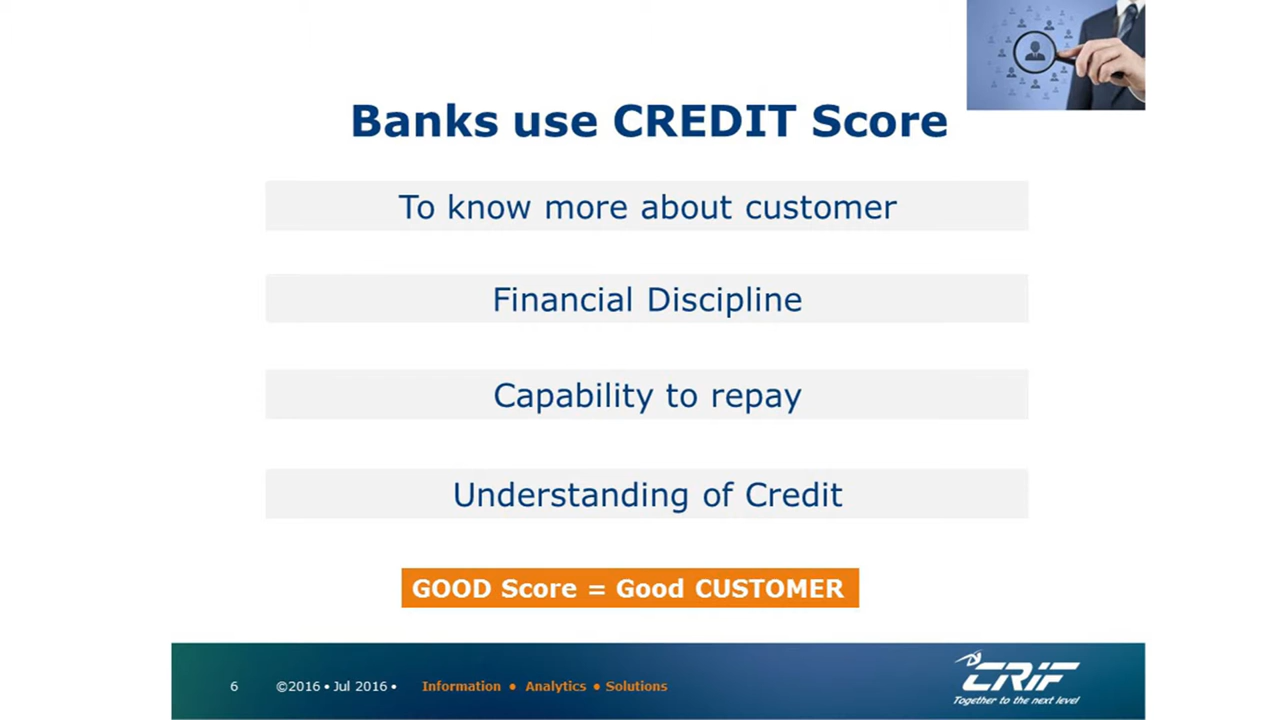 Banks use CREDIT Score
To know more about customer
Financial Discipline
Capability to repay
Understanding of Credit
GOOD Score = Good CUSTOMER
6 ©2016 • Jul 2016 • Information • Analytics • Solutions
CRIF
Together to the next level